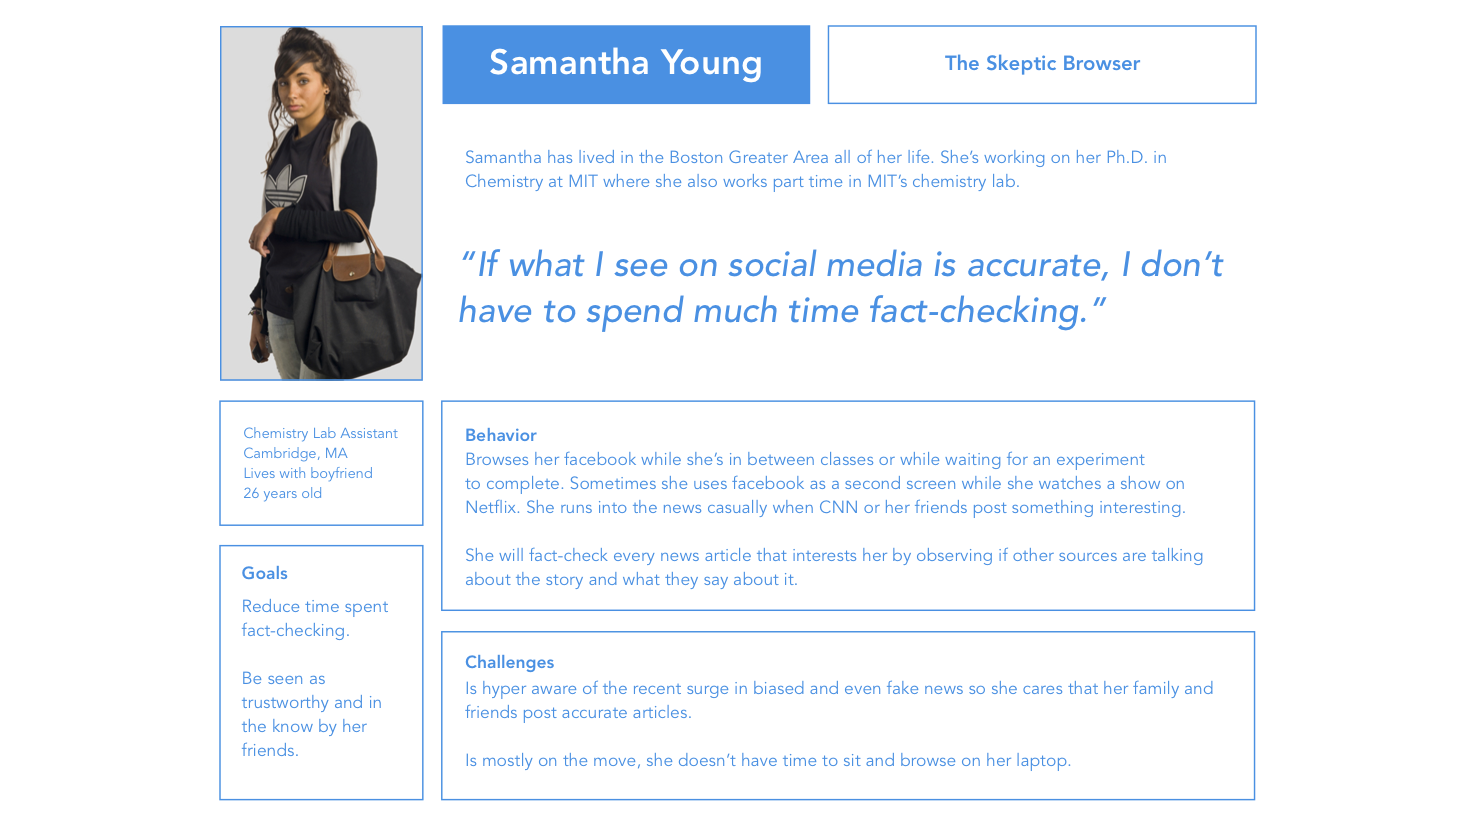 Samantha Young
The Skeptic Browser
Samantha has lived in the Boston Greater Area all of her life. She’s working on her Ph.D. in
Chemistry at MIT where she also works part time in MIT’s chemistry lab.
“If what I see on social media is accurate, I don’t
have to spend much time fact-checking.”
Chemistry Lab Assistant
Cambridge, MA
Lives with boyfriend
26 years old
Goals
Reduce time spent
fact-checking.
Be seen as
trustworthy and in
the know by her
friends.
Behavior
Browses her facebook while she’s in between classes or while waiting for an experiment
to complete. Sometimes she uses facebook as a second screen while she watches a show on
Netflix. She runs into the news casually when CNN or her friends post something interesting.
She will fact-check every news article that interests her by observing if other sources are talking
about the story and what they say about it.
Challenges
Is hyper aware of the recent surge in biased and even fake news so she cares that her family and
friends post accurate articles.
Is mostly on the move, she doesn’t have time to sit and browse on her laptop.